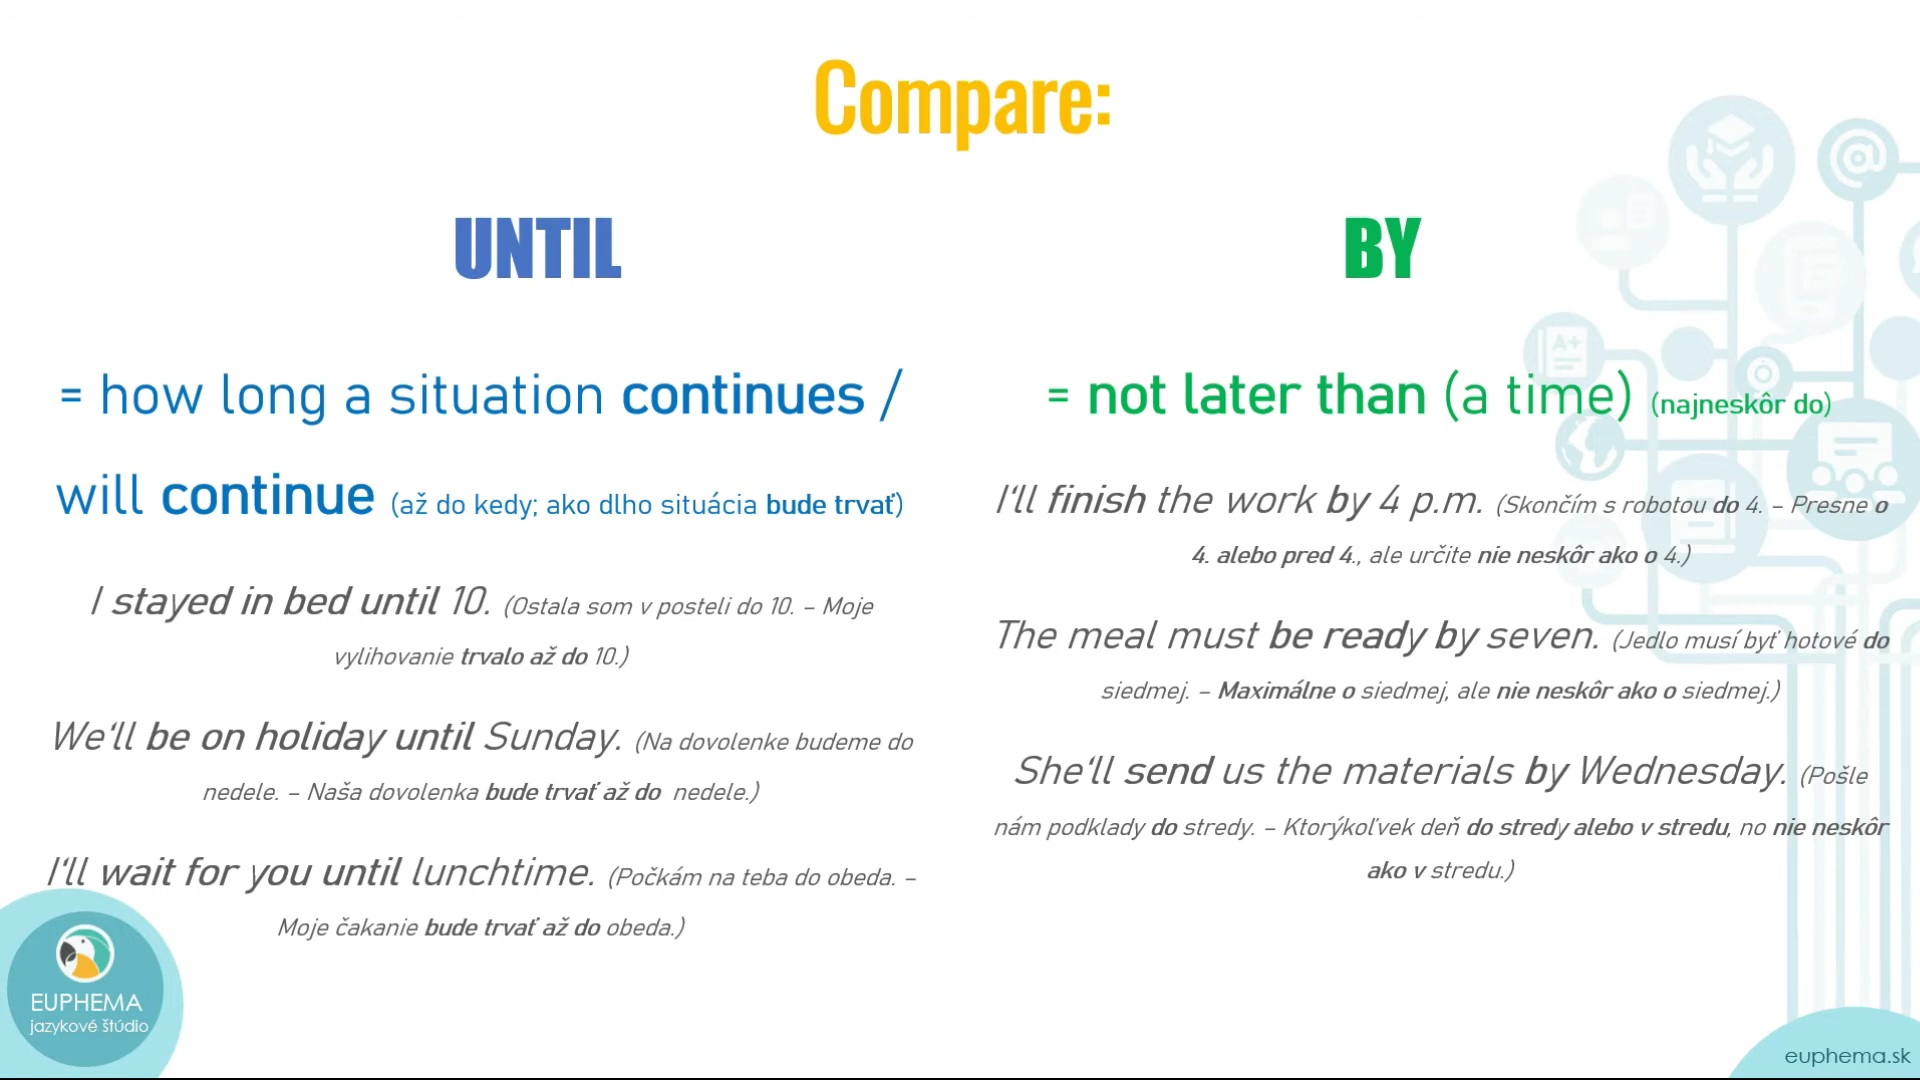 Compare:
UNTIL
= how long a situation continues /
will continue (až do kedy; ako dlho situácia bude trvať)
I stayed in bed until 10. (Ostala som v posteli do 10. – Moje
vylihovanie trvalo až do 10.)
We'll be on holiday until Sunday. (Na dovolenke budeme do
nedele. – Naša dovolenka bude trvať až do nedele.)
I'll wait for you until lunchtime. (Počkám na teba do obeda. –
Moje čakanie bude trvať až do obeda.)
BY
= not later than (a time) (najneskôr do)
I'll finish the work by 4 p.m. (Skončím s robotou do 4. – Presne o
4. alebo pred 4., ale určite nie neskôr ako o 4.)
The meal must be ready by seven. (Jedlo musí byť hotové do
siedmej. – Maximálne o siedmej, ale nie neskôr ako o siedmej.)
She'll send us the materials by Wednesday. (Pošle
nám podklady do stredy. – Ktorýkoľvek deň do stredy alebo v stredu, no nie neskôr
ako v stredu.)
A+
EUPHEMA
jazykové štúdio
euphema.sk